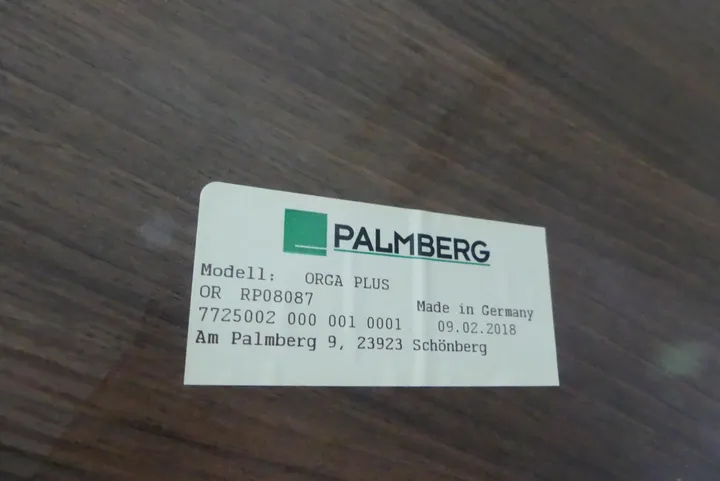 PALMBERG
Modell: ORGA PLUS
OR RP08087
Made in Germany
7725002 000 001 0001 09.02.2018
Am Palmberg 9, 23923 Schönberg